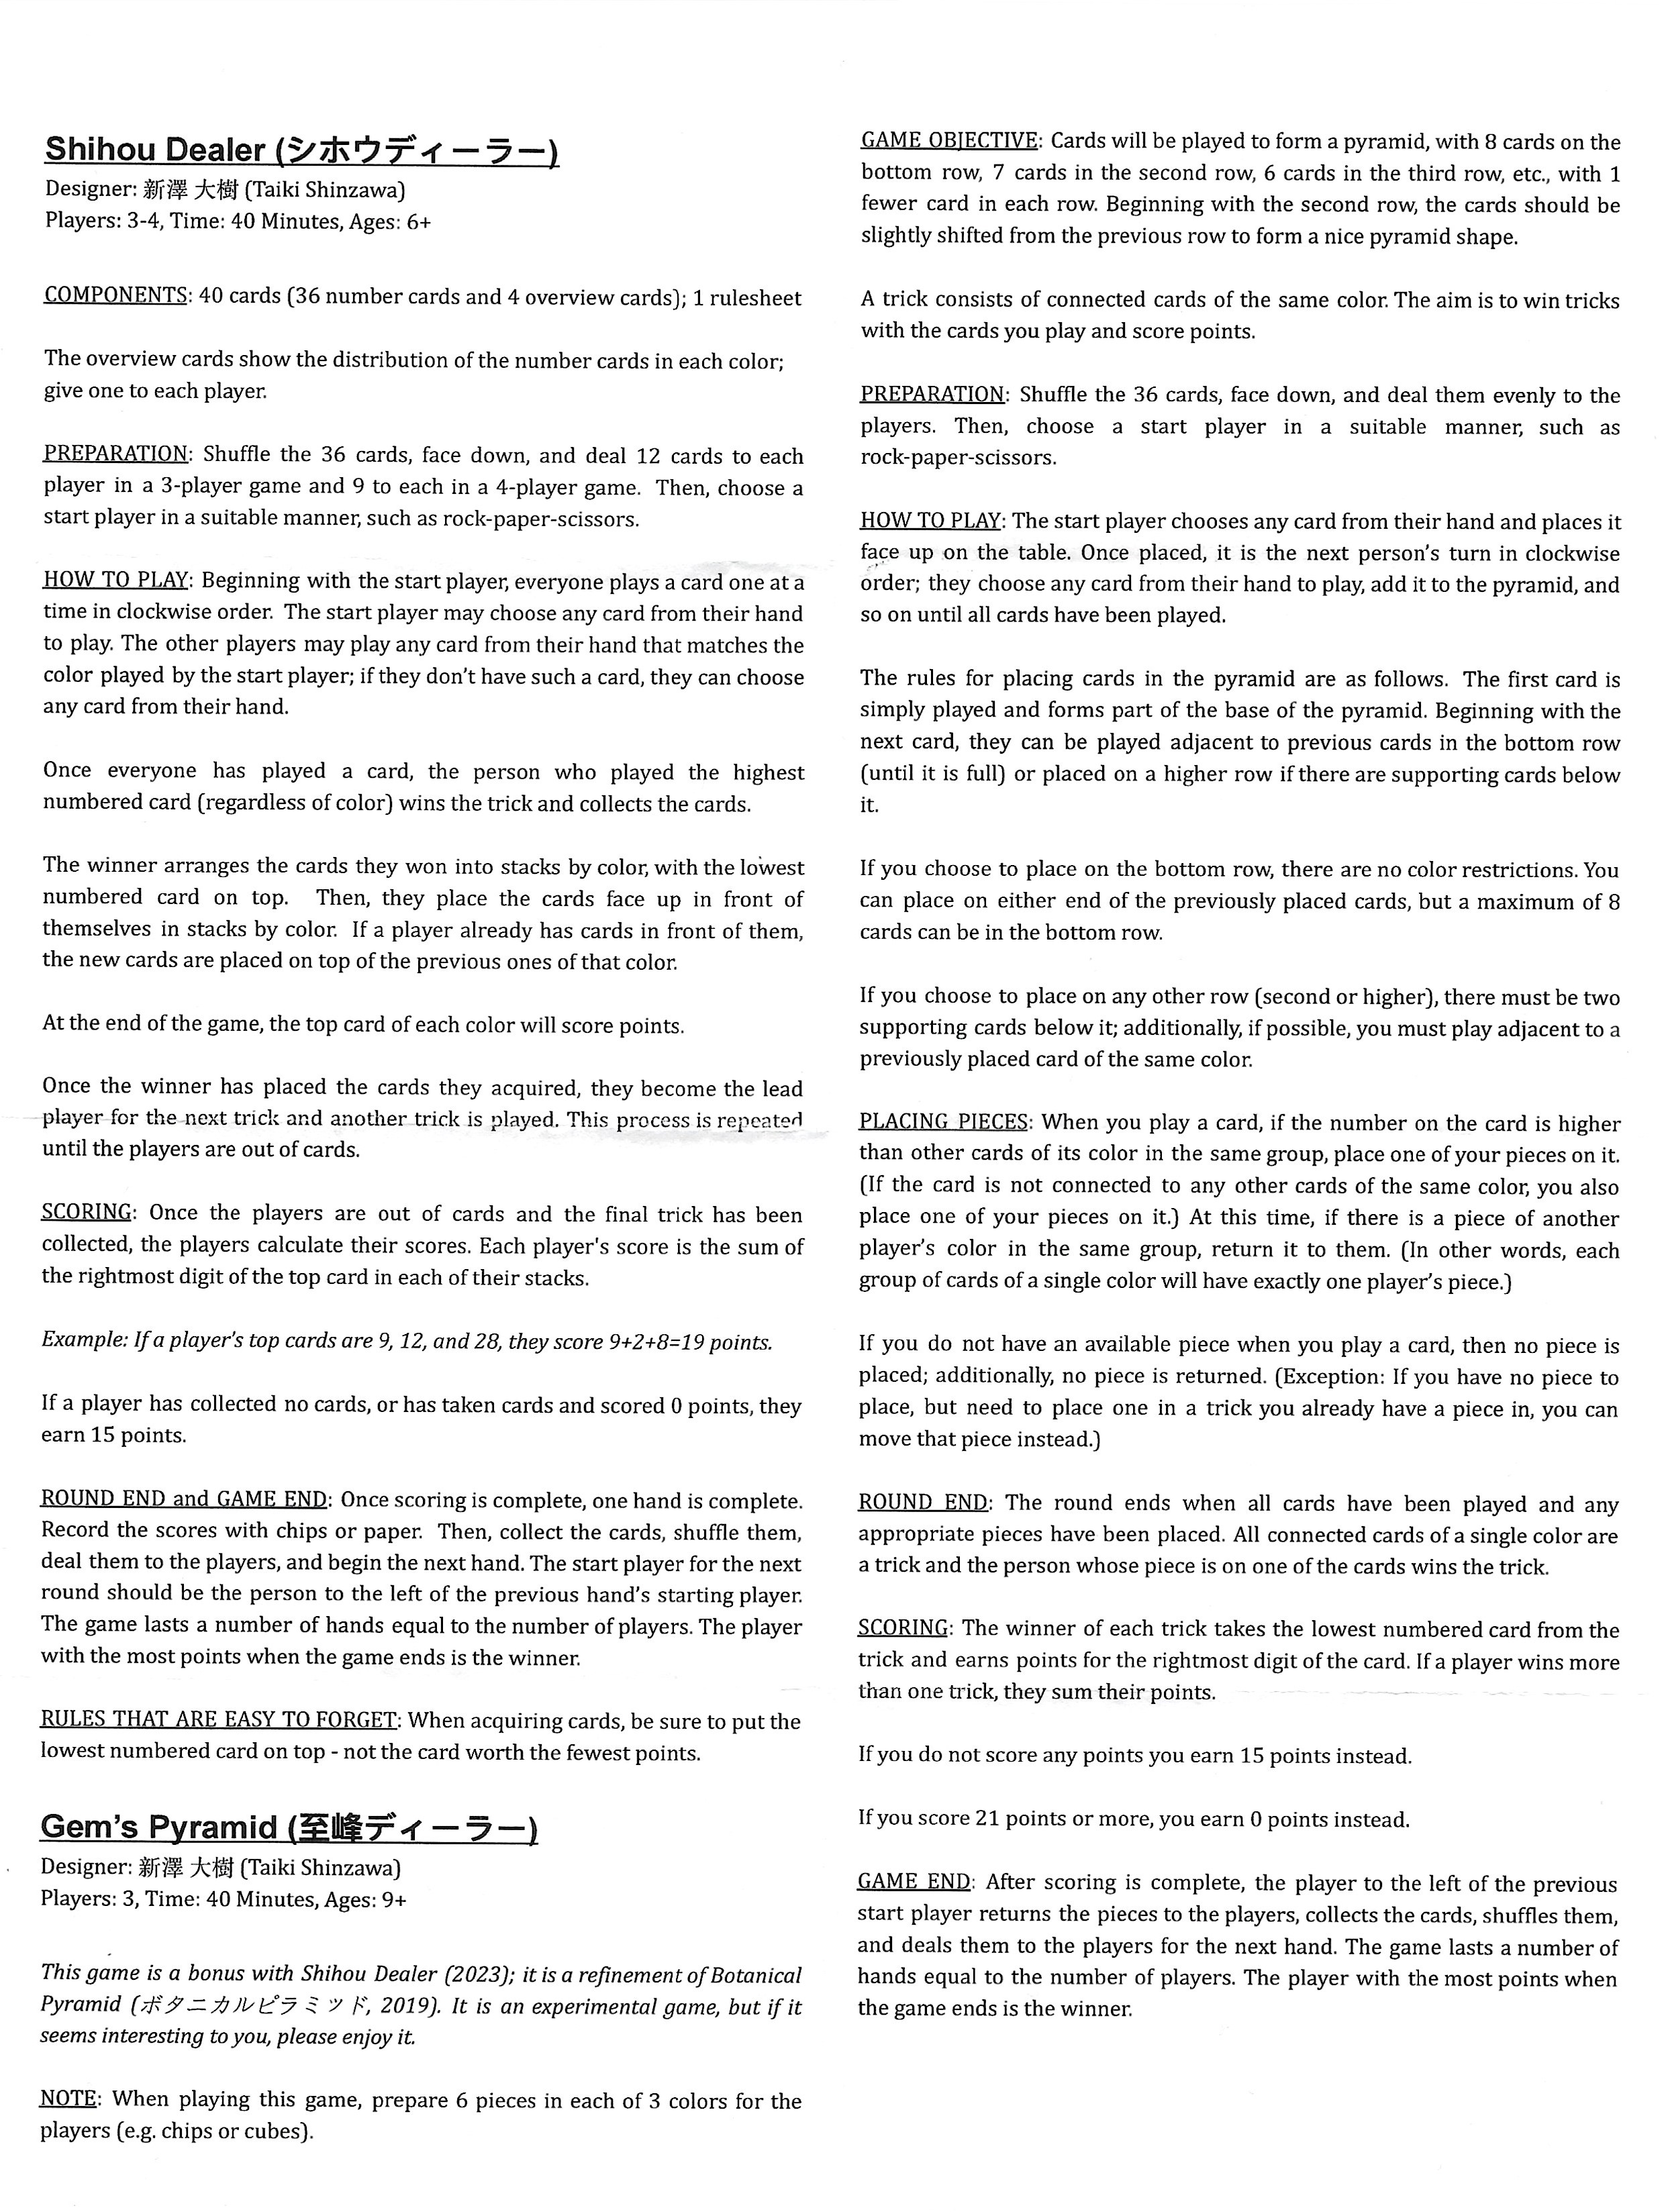 Shihou Dealer (シホウディーラー)
Designer: 新澤 大樹 (Taiki Shinzawa)
Players: 3-4, Time: 40 Minutes, Ages: 6+
COMPONENTS: 40 cards (36 number cards and 4 overview cards); 1 rulesheet
The overview cards show the distribution of the number cards in each color;
give one to each player.
PREPARATION: Shuffle the 36 cards, face down, and deal 12 cards to each
player in a 3-player game and 9 to each in a 4-player game. Then, choose a
start player in a suitable manner, such as rock-paper-scissors.
HOW TO PLAY: Beginning with the start player, everyone plays a card one at a
time in clockwise order. The start player may choose any card from their hand
to play. The other players may play any card from their hand that matches the
color played by the start player; if they don't have such a card, they can choose
any card from their hand.
Once everyone has played a card, the person who played the highest
numbered card (regardless of color) wins the trick and collects the cards.
The winner arranges the cards they won into stacks by color, with the lowest
numbered card on top. Then, they place the cards face up in front of
themselves in stacks by color. If a player already has cards in front of them,
the new cards are placed on top of the previous ones of that color.
At the end of the game, the top card of each color will score points.
Once the winner has placed the cards they acquired, they become the lead
player for the next trick and another trick is played. This process is repeated
until the players are out of cards.
SCORING: Once the players are out of cards and the final trick has been
collected, the players calculate their scores. Each player's score is the sum of
the rightmost digit of the top card in each of their stacks.
Example: If a player's top cards are 9, 12, and 28, they score 9+2+8=19 points.
If a player has collected no cards, or has taken cards and scored 0 points, they
earn 15 points.
ROUND END and GAME END: Once scoring is complete, one hand is complete.
Record the scores with chips or paper. Then, collect the cards, shuffle them,
deal them to the players, and begin the next hand. The start player for the next
round should be the person to the left of the previous hand's starting player.
The game lasts a number of hands equal to the number of players. The player
with the most points when the game ends is the winner.
RULES THAT ARE EASY TO FORGET: When acquiring cards, be sure to put the
lowest numbered card on top - not the card worth the fewest points.
Gem's Pyramid (至峰ディーラー)
Designer: 新澤 大樹 (Taiki Shinzawa)
Players: 3, Time: 40 Minutes, Ages: 9+
This game is a bonus with Shihou Dealer (2023); it is a refinement of Botanical
Pyramid (ボタニカルピラミッド, 2019). It is an experimental game, but if it
seems interesting to you, please enjoy it.
NOTE: When playing this game, prepare 6 pieces in each of 3 colors for the
players (e.g. chips or cubes).
GAME OBJECTIVE: Cards will be played to form a pyramid, with 8 cards on the
bottom row, 7 cards in the second row, 6 cards in the third row, etc., with 1
fewer card in each row. Beginning with the second row, the cards should be
slightly shifted from the previous row to form a nice pyramid shape.
A trick consists of connected cards of the same color. The aim is to win tricks
with the cards you play and score points.
PREPARATION: Shuffle the 36 cards, face down, and deal them evenly to the
players. Then, choose a start player in a suitable manner, such as
rock-paper-scissors.
HOW TO PLAY: The start player chooses any card from their hand and places it
face up on the table. Once placed, it is the next person's turn in clockwise
order; they choose any card from their hand to play, add it to the pyramid, and
so on until all cards have been played.
The rules for placing cards in the pyramid are as follows. The first card is
simply played and forms part of the base of the pyramid. Beginning with the
next card, they can be played adjacent to previous cards in the bottom row
(until it is full) or placed on a higher row if there are supporting cards below
it.
If you choose to place on the bottom row, there are no color restrictions. You
can place on either end of the previously placed cards, but a maximum of 8
cards can be in the bottom row.
If you choose to place on any other row (second or higher), there must be two
supporting cards below it; additionally, if possible, you must play adjacent to a
previously placed card of the same color.
PLACING PIECES: When you play a card, if the number on the card is higher
than other cards of its color in the same group, place one of your pieces on it.
(If the card is not connected to any other cards of the same color, you also
place one of your pieces on it.) At this time, if there is a piece of another
player's color in the same group, return it to them. (In other words, each
group of cards of a single color will have exactly one player's piece.)
If you do not have an available piece when you play a card, then no piece is
placed; additionally, no piece is returned. (Exception: If you have no piece to
place, but need to place one in a trick you already have a piece in, you can
move that piece instead.)
ROUND END: The round ends when all cards have been played and any
appropriate pieces have been placed. All connected cards of a single color are
a trick and the person whose piece is on one of the cards wins the trick.
SCORING: The winner of each trick takes the lowest numbered card from the
trick and earns points for the rightmost digit of the card. If a player wins more
than one trick, they sum their points.
If you do not score any points you earn 15 points instead.
If you score 21 points or more, you earn 0 points instead.
GAME END: After scoring is complete, the player to the left of the previous
start player returns the pieces to the players, collects the cards, shuffles them,
and deals them to the players for the next hand. The game lasts a number of
hands equal to the number of players. The player with the most points when
the game ends is the winner.